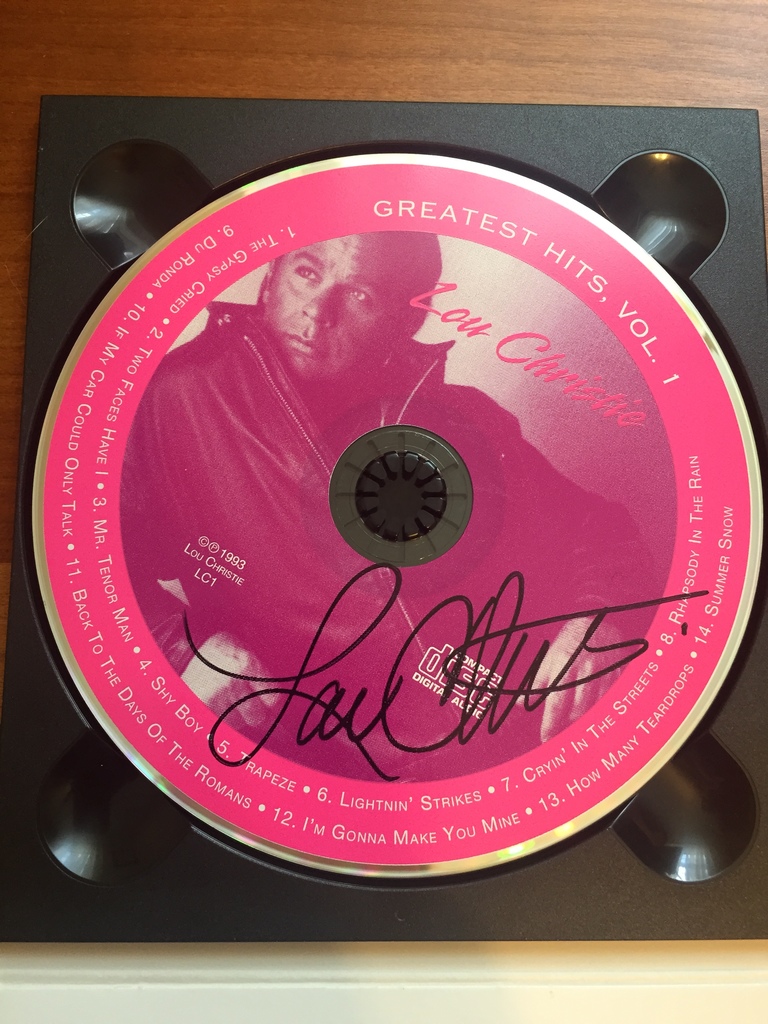 GREATEST HITS, VOL. 1
Lou Christie
1. THE GYPSY CRIED • 2. TWO FACES HAVE I • 3. MR. TENOR MAN • 4. SHY BOY • 5. TRAPEZE • 6. LIGHTNIN' STRIKES • 7. CRYIN' IN THE STREETS • 8. RHAPSODY IN THE RAIN
9. DU RONDA • 10. IF MY CAR COULD ONLY TALK • 11. BACK TO THE DAYS OF THE ROMANS • 12. I'M GONNA MAKE YOU MINE • 13. HOW MANY TEARDROPS • 14. SUMMER SNOW
©℗ 1993
LOU CHRISTIE
LC1
Lou Christie
COMPACT
disc
DIGITAL AUDIO